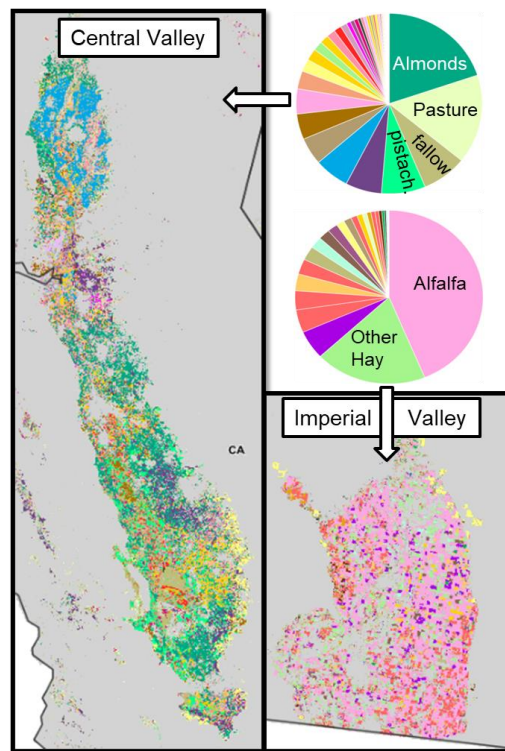 Central Valley
Almonds
Pasture
fallow
pistach.
Alfalfa
Other
Hay
CA
Imperial Valley